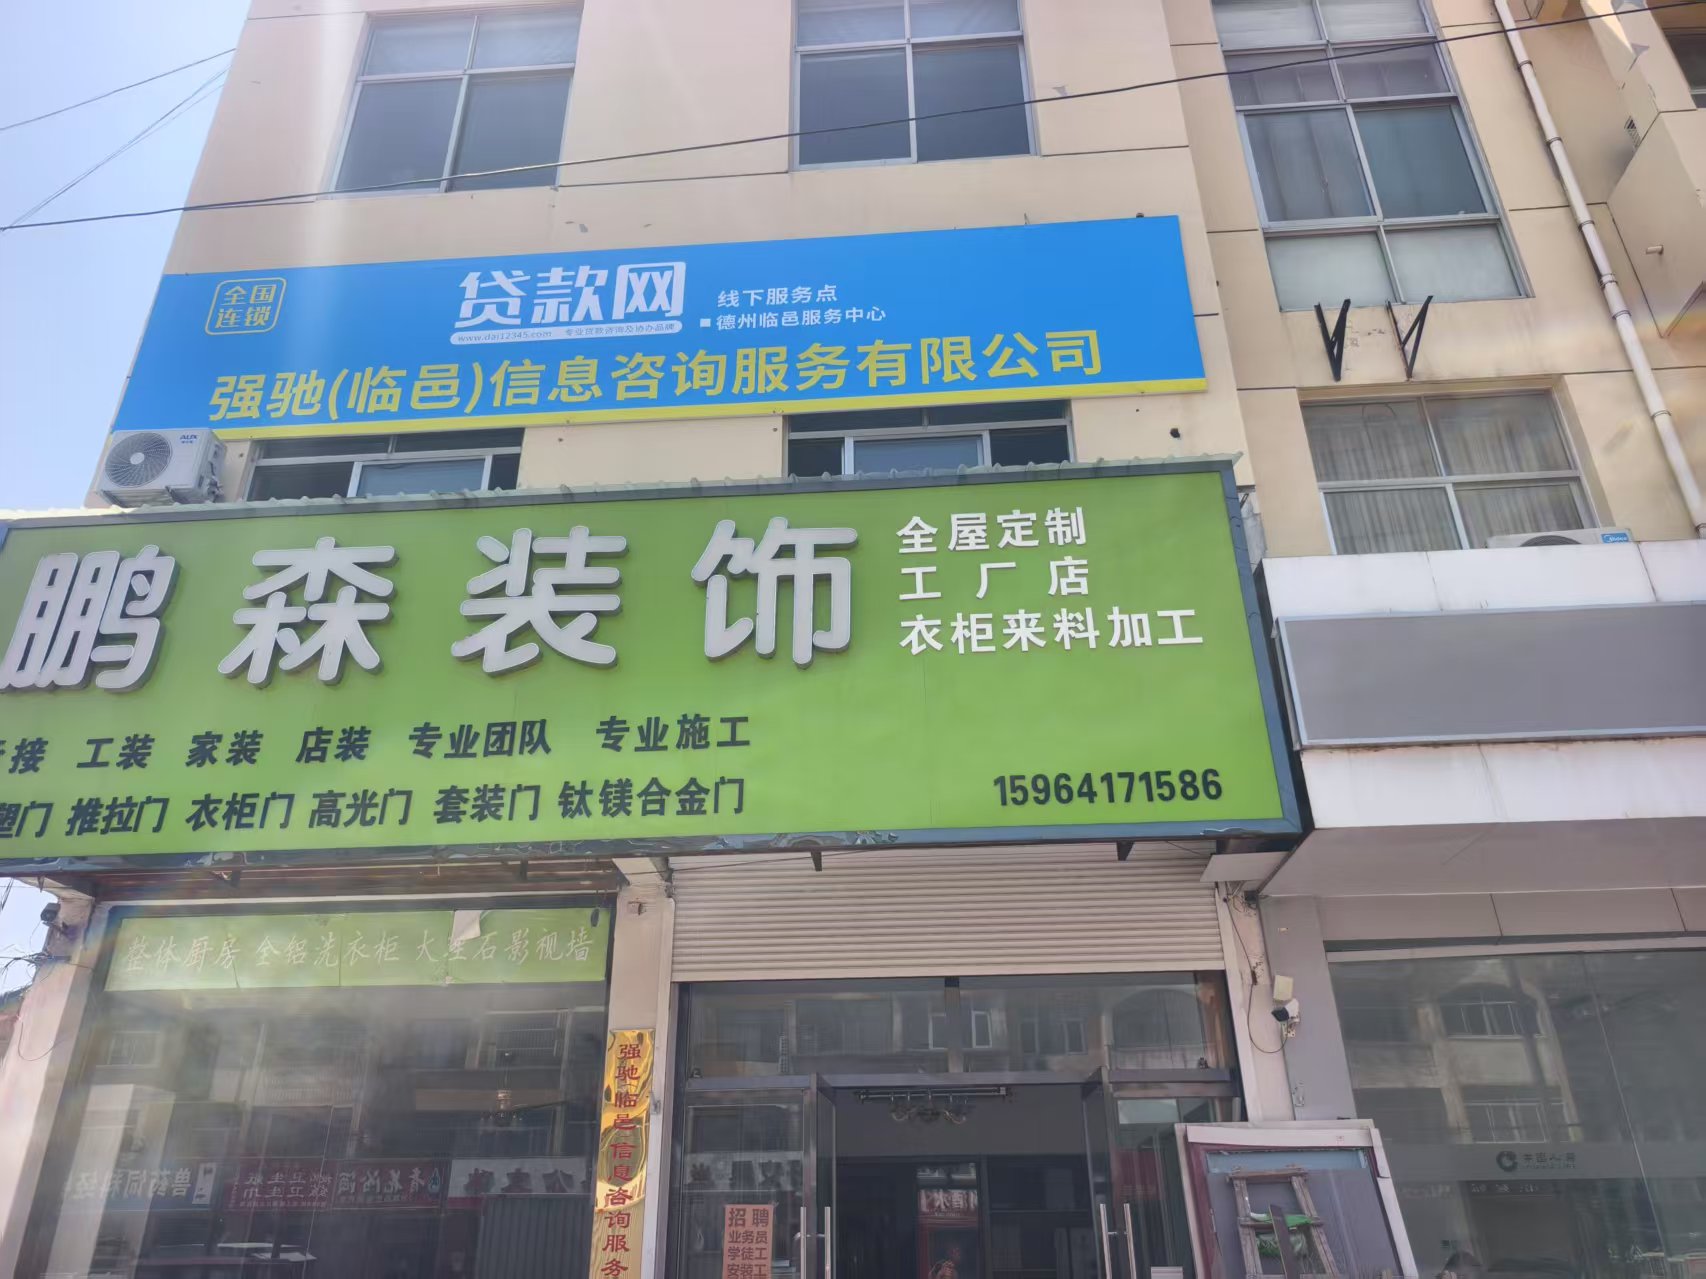 全国
连锁
贷款网
www.dai12345.com 专业贷款咨询及协办品牌
线下服务点
德州临邑服务中心
强驰(临邑)信息咨询服务有限公司
AUX
鹏森装饰
全屋定制
工厂店
衣柜来料加工
接 工装 家装 店装 专业团队 专业施工
塑门 推拉门 衣柜门 高光门 套装门 钛镁合金门
15964171586
Midea
整体厨房 全铝洗衣柜 大理石影视墙
强驰临邑信息咨询服务
招聘
业务员
学徒工
安装工